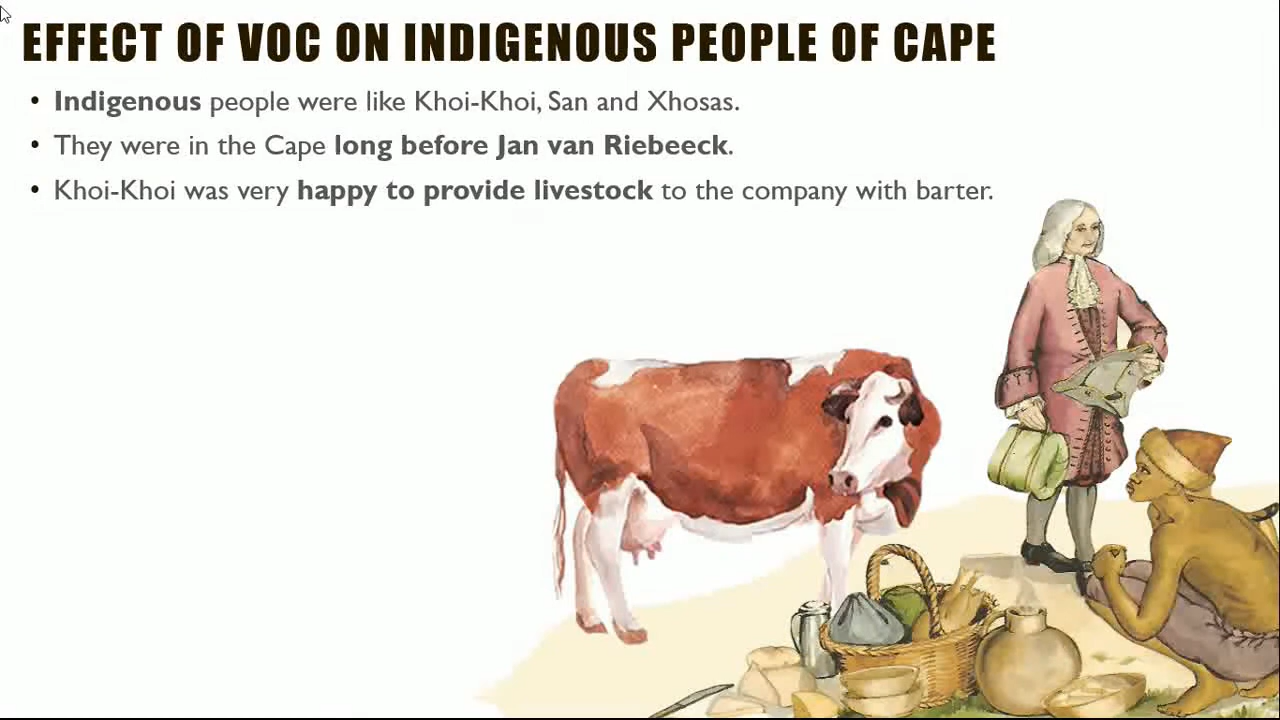 EFFECT OF VOC ON INDIGENOUS PEOPLE OF CAPE
• Indigenous people were like Khoi-Khoi, San and Xhosas.
• They were in the Cape long before Jan van Riebeeck.
• Khoi-Khoi was very happy to provide livestock to the company with barter.